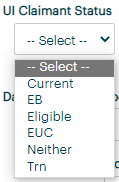 UI Claimant Status
-- Select --
-- Select --
Current
EB
Eligible
EUC
Neither
Trn